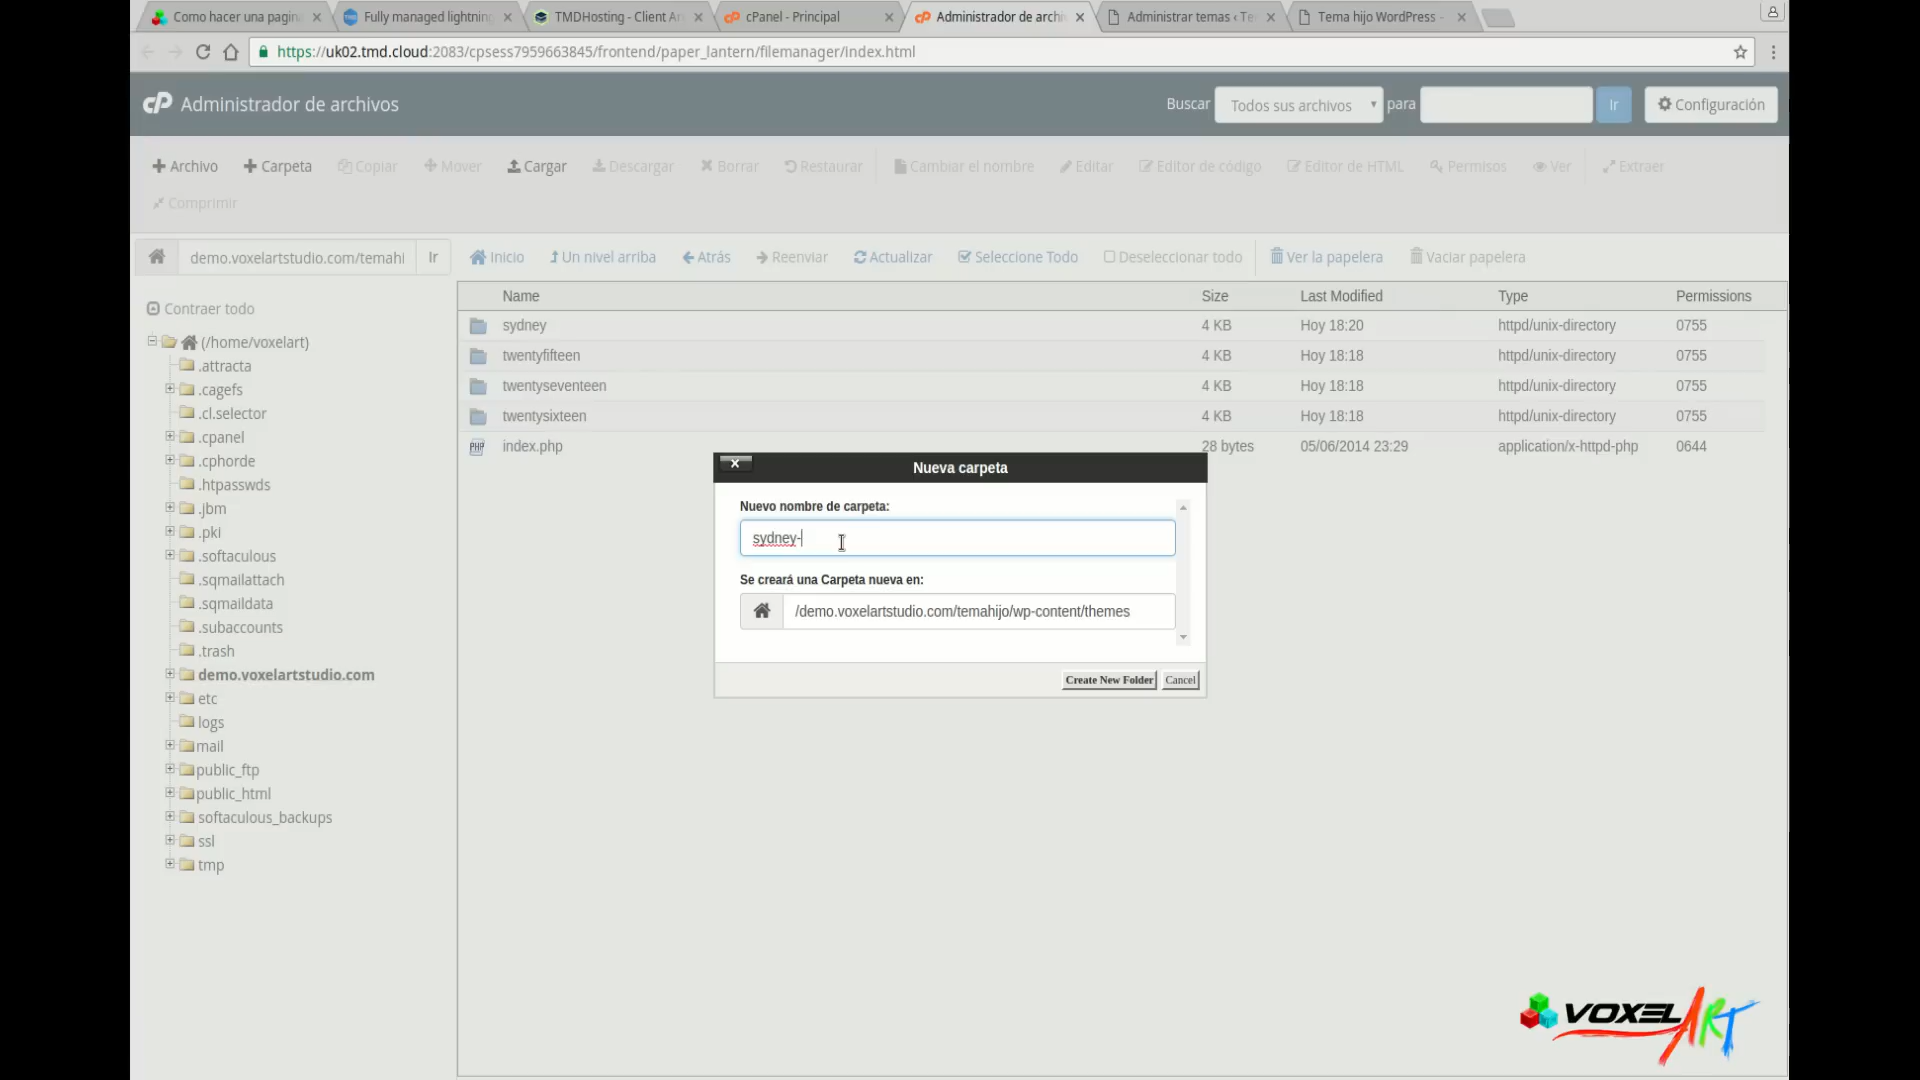 Como hacer una pagin
Fully managed lightning
TMDHosting - Client Ar
cPanel - Principal
Administrador de archi
Administrar temas ‹ Te
Tema hijo WordPress -
https://uk02.tmd.cloud:2083/cpsess7959663845/frontend/paper_lantern/filemanager/index.html
cP Administrador de archivos
Buscar Todos sus archivos para Ir Configuración
Archivo Carpeta Copiar Mover Cargar Descargar Borrar Restaurar Cambiar el nombre Editar Editor de código Editor de HTML Permisos Ver Extraer
Comprimir
demo.voxelartstudio.com/temahi Ir Inicio Un nivel arriba Atrás Reenviar Actualizar Seleccione Todo Deseleccionar todo Ver la papelera Vaciar papelera
Contraer todo
(/home/voxelart)
.attracta
.cagefs
.cl.selector
.cpanel
.cphorde
.htpasswds
.jbm
.pki
.softaculous
.sqmailattach
.sqmaildata
.subaccounts
.trash
demo.voxelartstudio.com
etc
logs
mail
public_ftp
public_html
softaculous_backups
ssl
tmp
Name Size Last Modified Type Permissions
sydney 4 KB Hoy 18:20 httpd/unix-directory 0755
twentyfifteen 4 KB Hoy 18:18 httpd/unix-directory 0755
twentyseventeen 4 KB Hoy 18:18 httpd/unix-directory 0755
twentysixteen 4 KB Hoy 18:18 httpd/unix-directory 0755
PHP index.php 28 bytes 05/06/2014 23:29 application/x-httpd-php 0644
Nueva carpeta
Nuevo nombre de carpeta:
sydney-
Se creará una Carpeta nueva en:
/demo.voxelartstudio.com/temahijo/wp-content/themes
Create New Folder Cancel
VOXELART